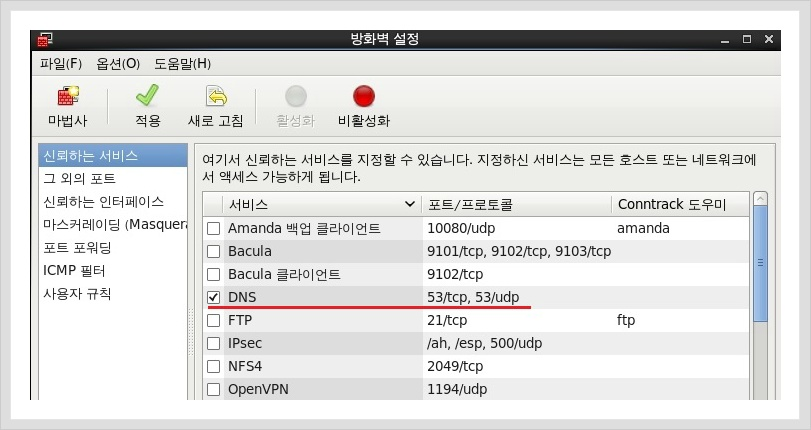 방화벽 설정
파일(F) 옵션(O) 도움말(H)
마법사 적용 새로 고침 활성화 비활성화
신뢰하는 서비스
그 외의 포트
신뢰하는 인터페이스
마스커레이딩 (Masquera
포트 포워딩
ICMP 필터
사용자 규칙
여기서 신뢰하는 서비스를 지정할 수 있습니다. 지정하신 서비스는 모든 호스트 또는 네트워크에
서 액세스 가능하게 됩니다.
서비스 포트/프로토콜 Conntrack 도우미
Amanda 백업 클라이언트 10080/udp amanda
Bacula 9101/tcp, 9102/tcp, 9103/tcp
Bacula 클라이언트 9102/tcp
DNS 53/tcp, 53/udp
FTP 21/tcp ftp
IPsec /ah, /esp, 500/udp
NFS4 2049/tcp
OpenVPN 1194/udp